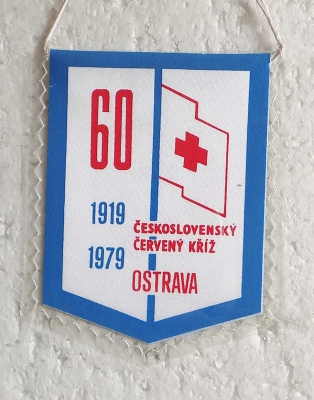 60
1919
1979
ČESKOSLOVENSKÝ
ČERVENÝ KŘÍŽ
OSTRAVA